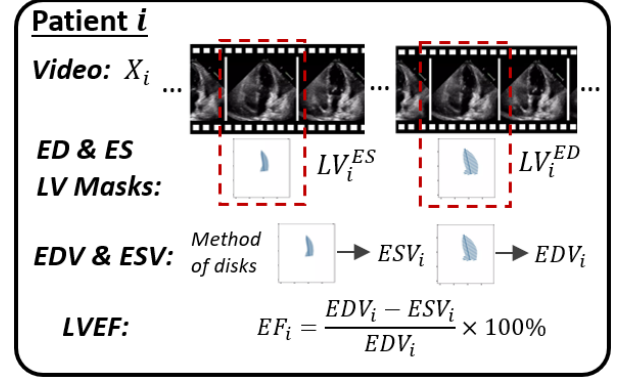 Patient i
Video: X_i ... ... ...
ED & ES
LV Masks: LV_i^{ES} LV_i^{ED}
EDV & ESV: Method of disks → ESV_i → EDV_i
LVEF: EF_i = \frac{EDV_i - ESV_i}{EDV_i} × 100%